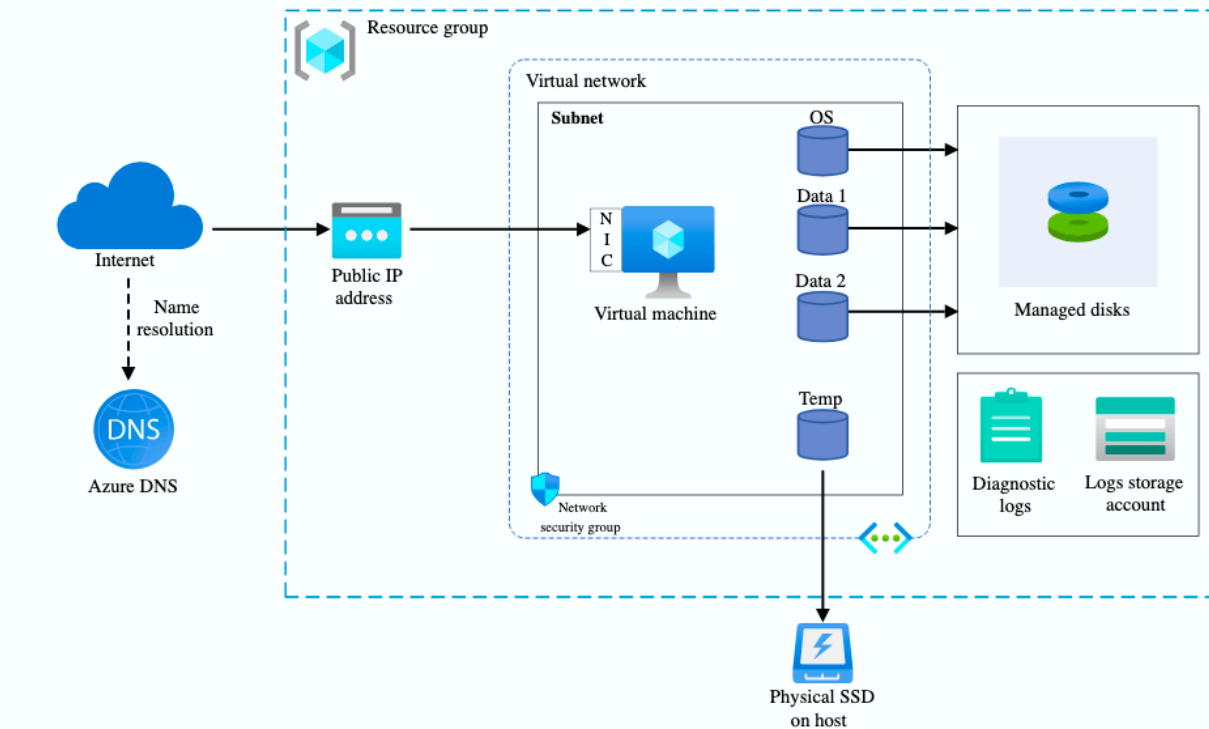 Resource group
Virtual network
Subnet
OS
Data 1
Data 2
Temp
N
I
C
Virtual machine
Internet
Name
resolution
DNS
Azure DNS
Public IP
address
Managed disks
Diagnostic
logs
Logs storage
account
Network
security group
Physical SSD
on host